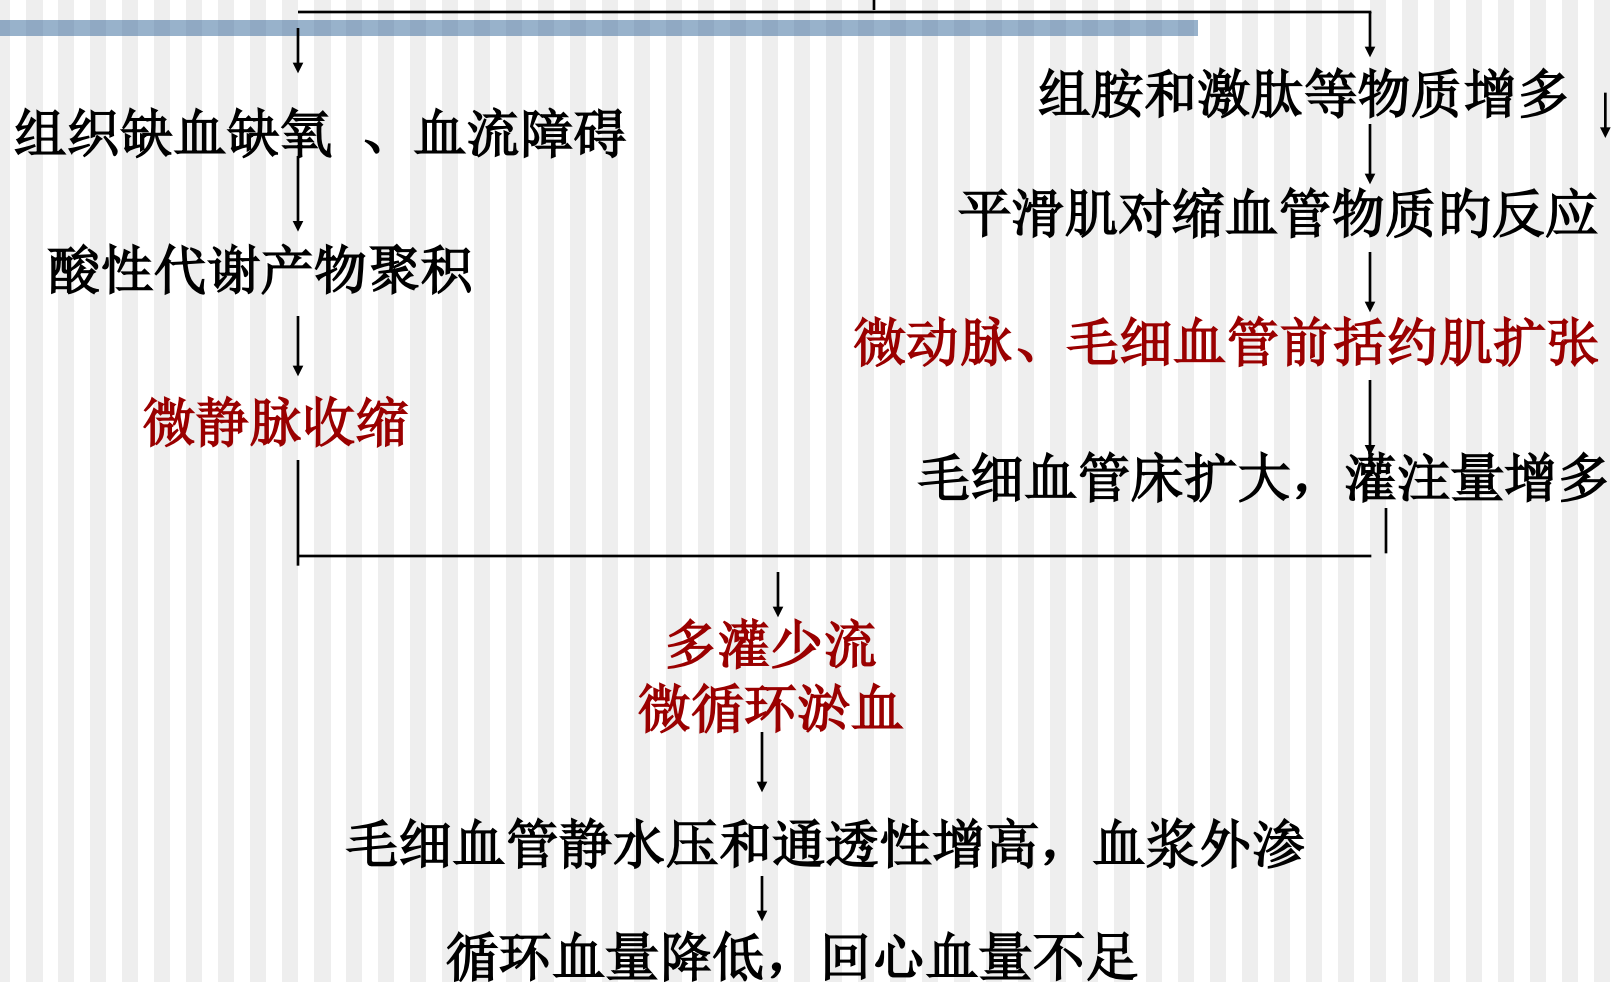 组织缺血缺氧 、血流障碍
酸性代谢产物聚积
微静脉收缩
组胺和激肽等物质增多
平滑肌对缩血管物质旳反应
微动脉、毛细血管前括约肌扩张
毛细血管床扩大，灌注量增多
多灌少流
微循环淤血
毛细血管静水压和通透性增高，血浆外渗
循环血量降低，回心血量不足